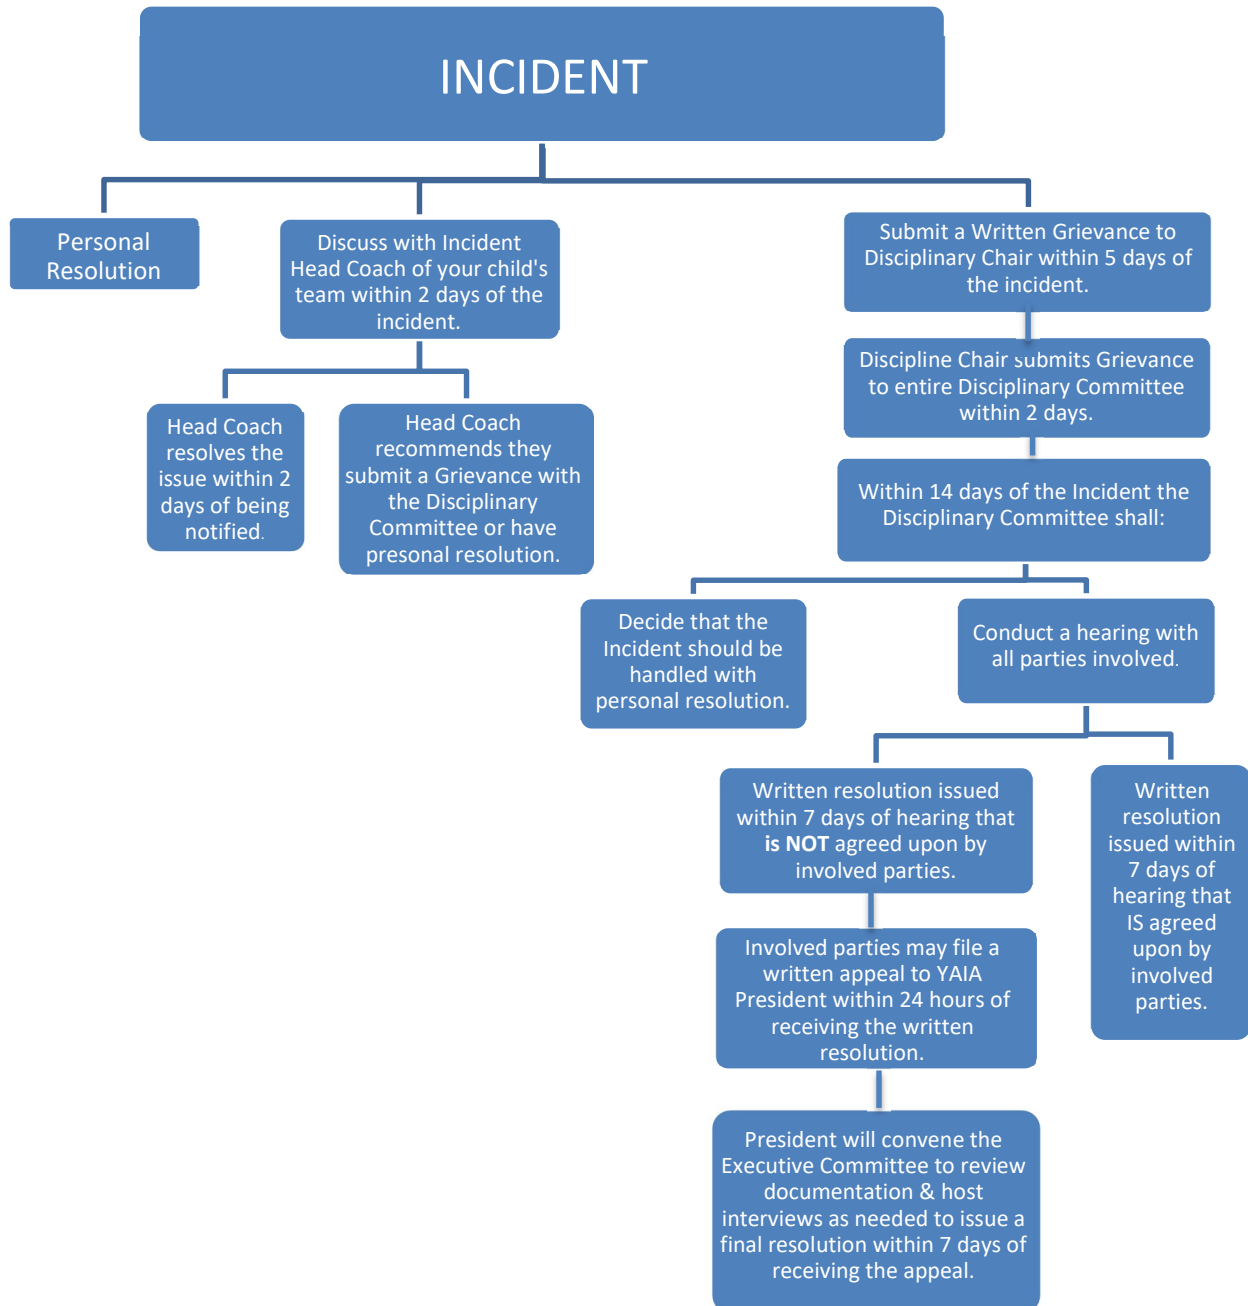 INCIDENT
Personal
Resolution
Discuss with Incident
Head Coach of your child's
team within 2 days of the
incident.
Submit a Written Grievance to
Disciplinary Chair within 5 days of
the incident.
Head Coach
resolves the
issue within 2
days of being
notified.
Head Coach
recommends they
submit a Grievance with
the Disciplinary
Committee or have
presonal resolution.
Discipline Chair submits Grievance
to entire Disciplinary Committee
within 2 days.
Within 14 days of the Incident the
Disciplinary Committee shall:
Decide that the
Incident should be
handled with
personal resolution.
Conduct a hearing with
all parties involved.
Written resolution issued
within 7 days of hearing that
is NOT agreed upon by
involved parties.
Written
resolution
issued within
7 days of
hearing that
IS agreed
upon by
involved
parties.
Involved parties may file a
written appeal to YAIA
President within 24 hours of
receiving the written
resolution.
President will convene the
Executive Committee to review
documentation & host
interviews as needed to issue a
final resolution within 7 days of
receiving the appeal.